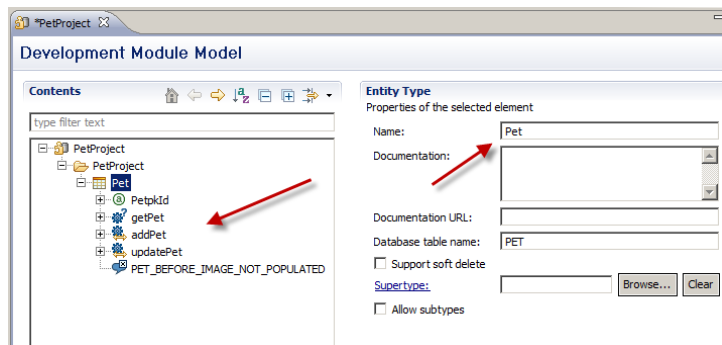 *PetProject
Development Module Model
Contents
type filter text
PetProject
PetProject
Pet
PetpkId
getPet
addPet
updatePet
PET_BEFORE_IMAGE_NOT_POPULATED
Entity Type
Properties of the selected element
Name: Pet
Documentation:
Documentation URL:
Database table name: PET
Support soft delete
Supertype: Browse... Clear
Allow subtypes